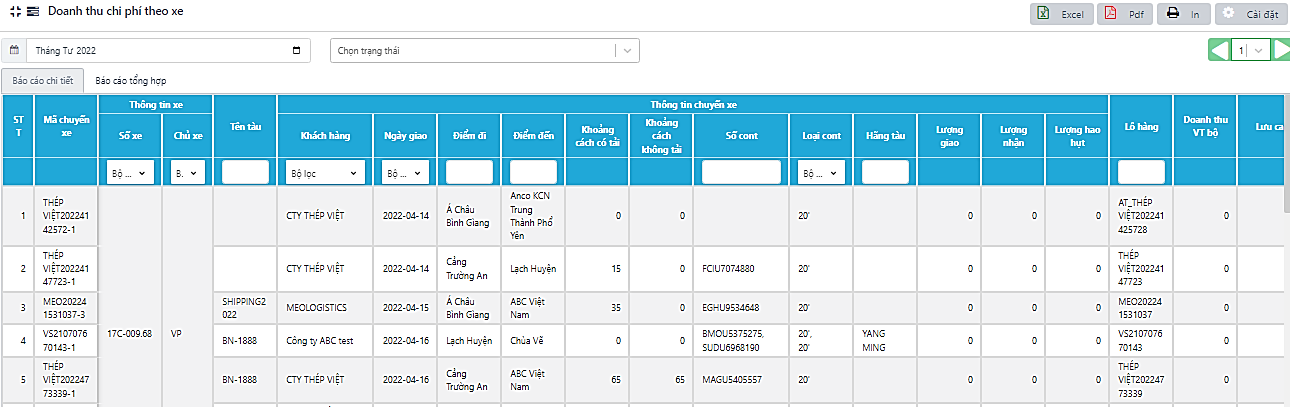 Doanh thu chi phí theo xe
Excel
Pdf
In
Cài đặt
Tháng Tư 2022
Chọn trạng thái
1
Báo cáo chi tiết
Báo cáo tổng hợp
STT
Mã chuyến xe
Thông tin xe
Số xe
Chủ xe
Tên tàu
Thông tin chuyến xe
Khách hàng
Ngày giao
Điểm đi
Điểm đến
Khoảng cách có tải
Khoảng cách không tải
Số cont
Loại cont
Hãng tàu
Lượng giao
Lượng nhận
Lượng hao hụt
Lô hàng
Doanh thu VT bộ
Lưu ca
Bộ ...
B.
Bộ lọc
Bộ ...
Bộ ...
1 THÉP VIỆT20224142572-1 CTY THÉP VIỆT 2022-04-14 Á Châu Bình Giang Anco KCN Trung Thành Phổ Yên 0 0 20' 0 0 0 AT_THÉP VIỆT202241425728 0
2 THÉP VIỆT20224147723-1 CTY THÉP VIỆT 2022-04-14 Cảng Trường An Lạch Huyện 15 0 FCIU7074880 20' 0 0 0 THÉP VIỆT20224147723 0
3 MEO202241531037-3 SHIPPING2022 MEOLOGISTICS 2022-04-15 Á Châu Bình Giang ABC Việt Nam 35 0 EGHU9534648 20' 0 0 0 MEO202241531037 0
4 VS210707670143-1 17C-009.68 VP BN-1888 Công ty ABC test 2022-04-16 Lạch Huyện Chùa Vẽ 0 0 BMOU5375275, SUDU6968190 20', 20' YANG MING 0 0 0 VS210707670143 0
5 THÉP VIỆT20224773339-1 BN-1888 CTY THÉP VIỆT 2022-04-16 Cảng Trường An ABC Việt Nam 65 65 MAGU5405557 20' 0 0 0 THÉP VIỆT20224773339 0